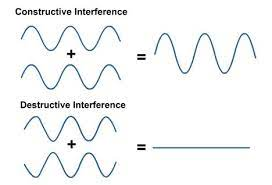 Constructive Interference
+
=
Destructive Interference
+
=